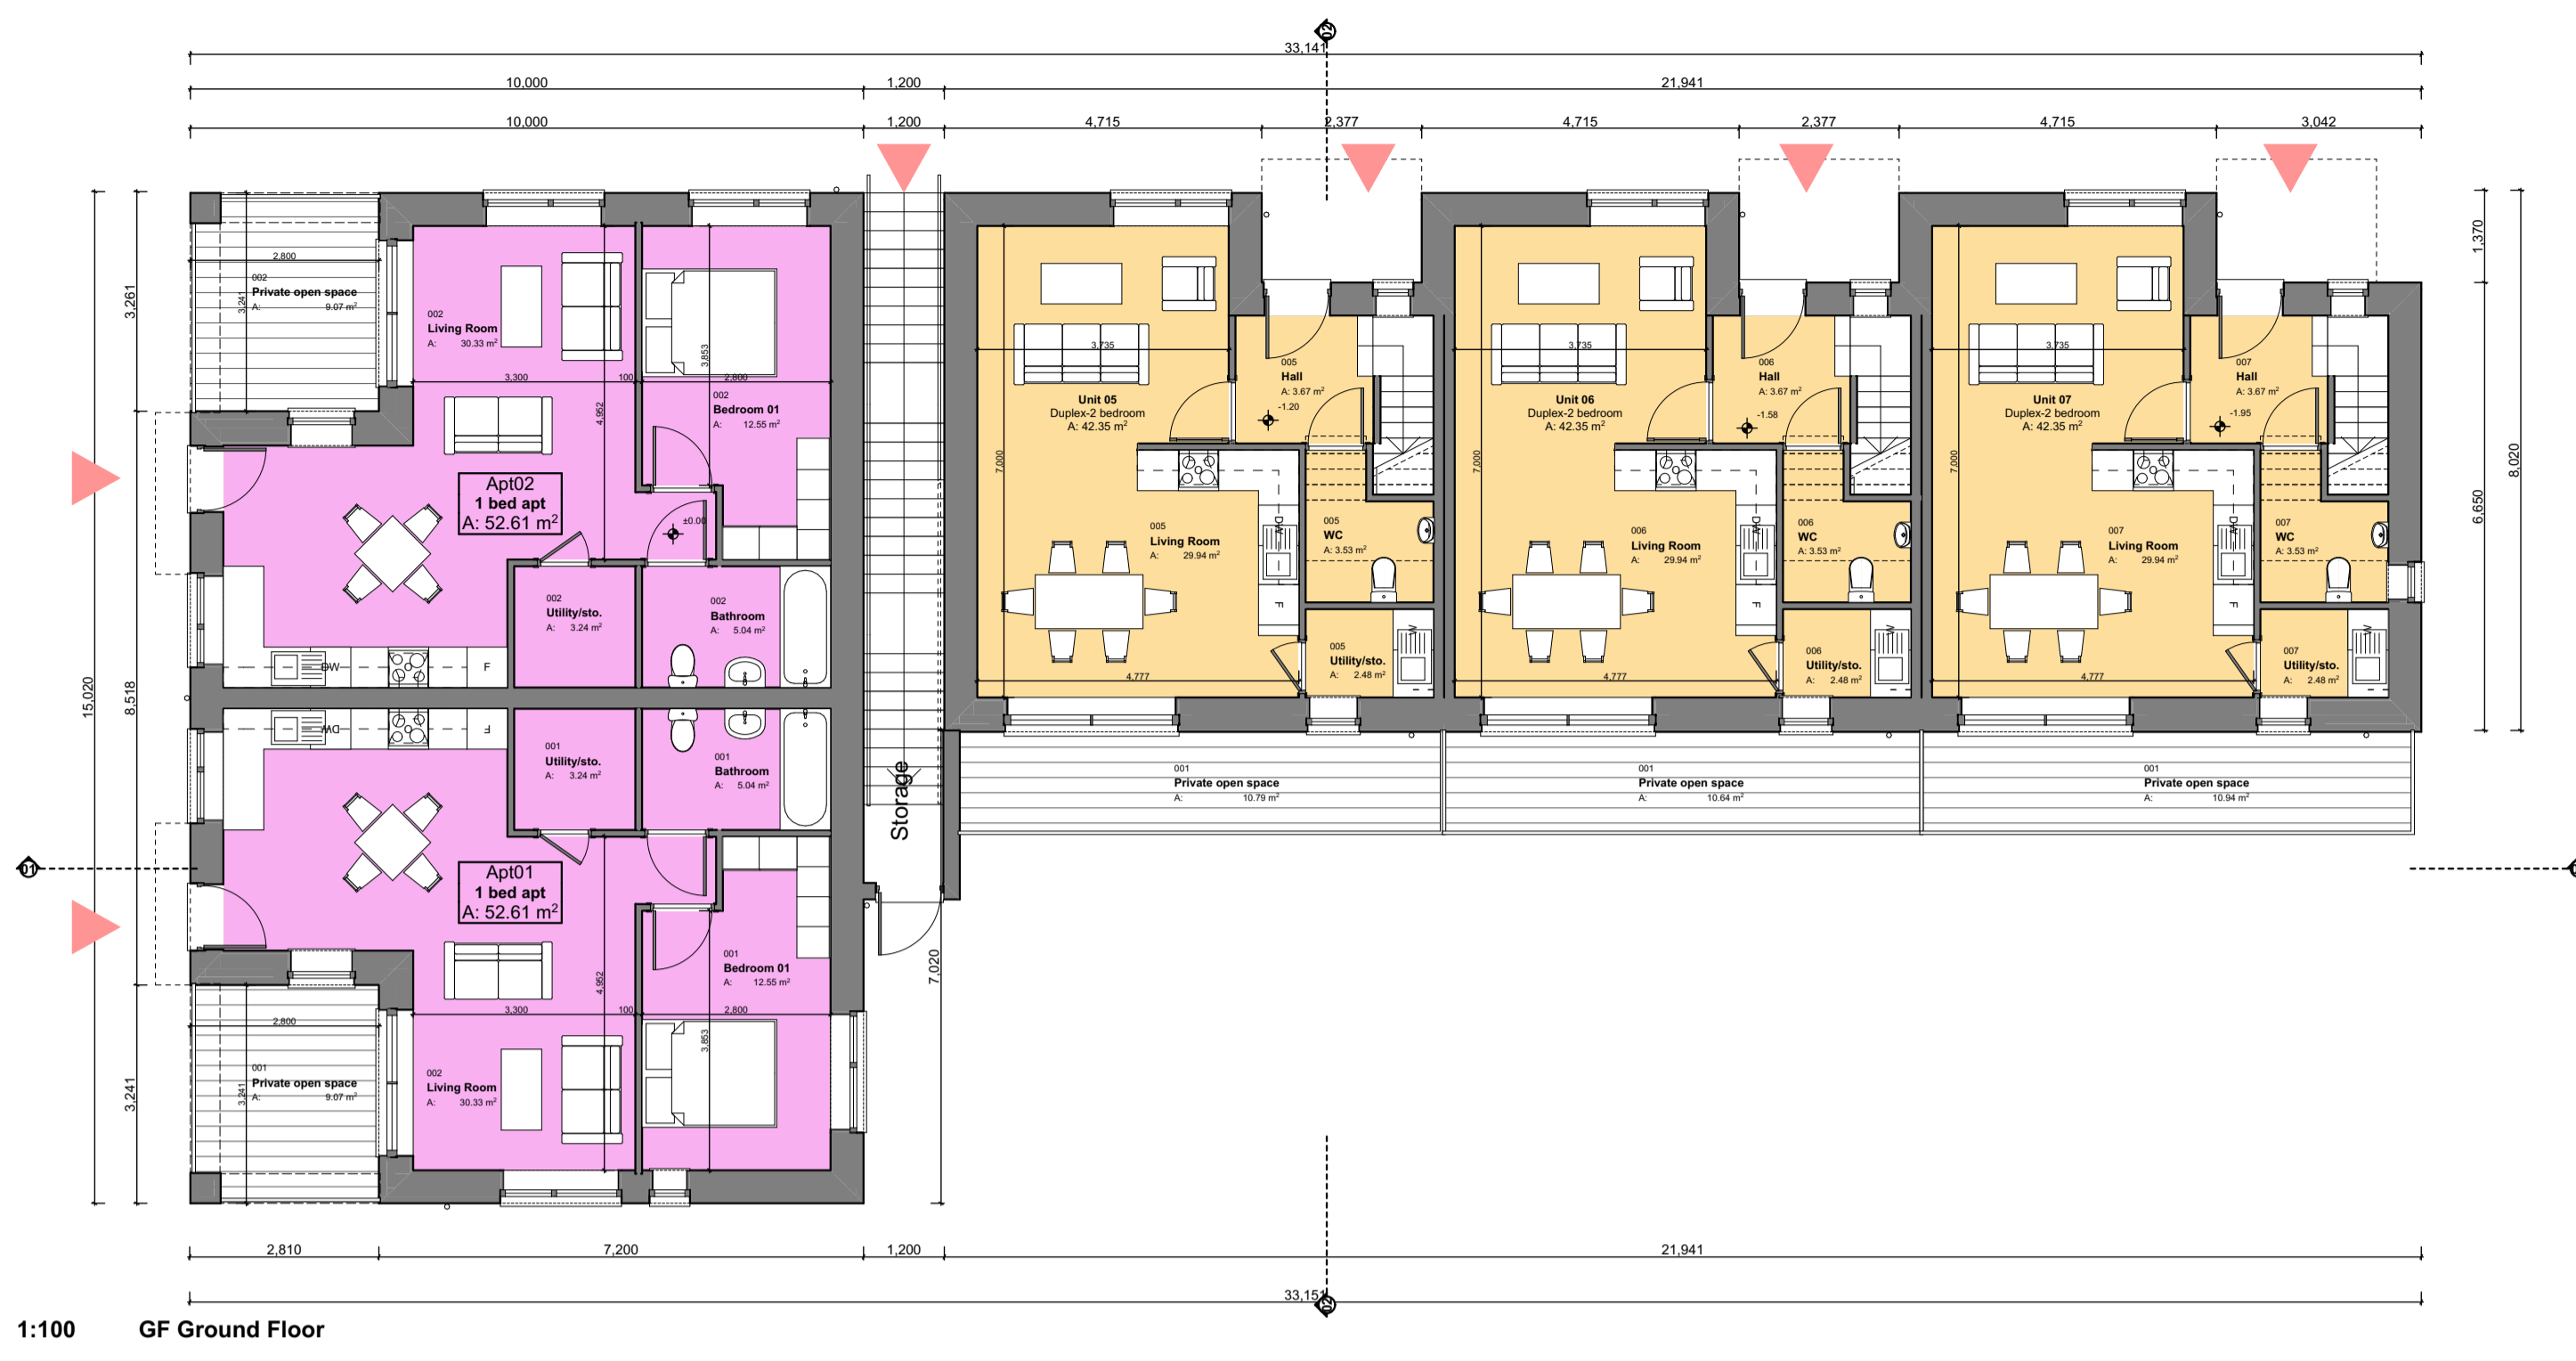 02
33,141
10,000
1,200
21,941
10,000
1,200
4,715
2,377
4,715
2,377
4,715
3,042
15,020
3,261
8,518
3,241
1,370
6,650
8,020
2,800
3,241
002
Private open space
A: 9.07 m²
002
Living Room
A: 30.33 m²
3,300
100
2,800
4,952
3,853
002
Bedroom 01
A: 12.55 m²
Apt02
1 bed apt
A: 52.61 m²
±0.00
002
Utility/sto.
A: 3.24 m²
002
Bathroom
A: 5.04 m²
DW
F
DW
F
001
Utility/sto.
A: 3.24 m²
001
Bathroom
A: 5.04 m²
Apt01
1 bed apt
A: 52.61 m²
001
Bedroom 01
A: 12.55 m²
4,952
3,300
100
2,800
3,853
2,800
3,241
001
Private open space
A: 9.07 m²
002
Living Room
A: 30.33 m²
Storage
7,020
3,735
Unit 05
Duplex-2 bedroom
A: 42.35 m²
7,000
005
Hall
A: 3.67 m²
-1.20
005
Living Room
A: 29.94 m²
DW
F
005
WC
A: 3.53 m²
005
Utility/sto.
A: 2.48 m²
W
4,777
3,735
Unit 06
Duplex-2 bedroom
A: 42.35 m²
7,000
006
Hall
A: 3.67 m²
-1.58
006
Living Room
A: 29.94 m²
DW
F
006
WC
A: 3.53 m²
006
Utility/sto.
A: 2.48 m²
W
4,777
3,735
Unit 07
Duplex-2 bedroom
A: 42.35 m²
7,000
007
Hall
A: 3.67 m²
-1.95
007
Living Room
A: 29.94 m²
DW
F
007
WC
A: 3.53 m²
007
Utility/sto.
A: 2.48 m²
W
4,777
001
Private open space
A: 10.79 m²
001
Private open space
A: 10.64 m²
001
Private open space
A: 10.94 m²
01
2,810
7,200
1,200
21,941
33,151
02
1:100 GF Ground Floor